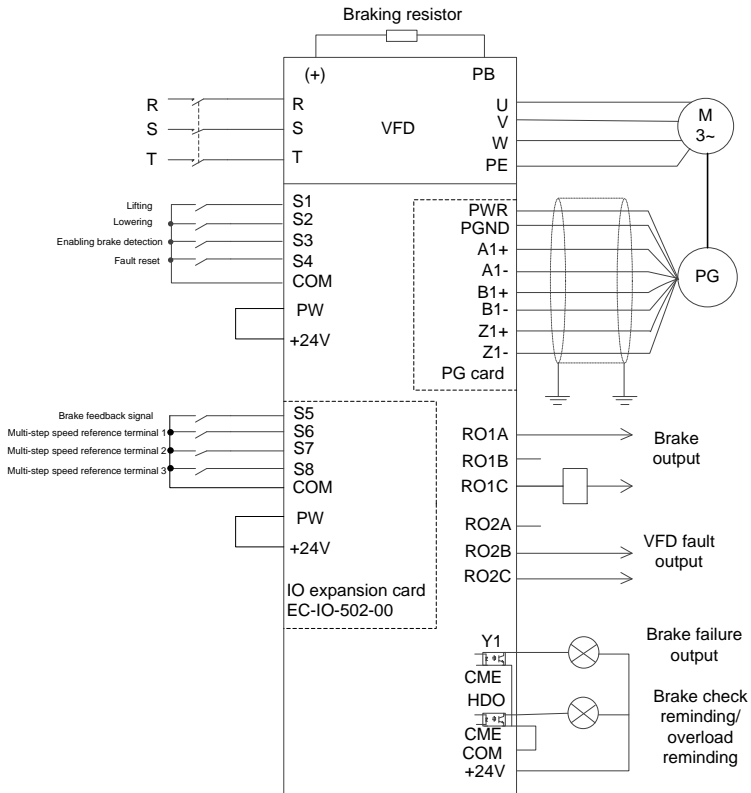 Braking resistor
(+)
PB
R
S
T
R
S
T
VFD
U
V
W
PE
M
3~
Lifting
Lowering
Enabling brake detection
Fault reset
S1
S2
S3
S4
COM
PW
+24V
PWR
PGND
A1+
A1-
B1+
B1-
Z1+
Z1-
PG card
PG
Brake feedback signal
Multi-step speed reference terminal 1
Multi-step speed reference terminal 2
Multi-step speed reference terminal 3
S5
S6
S7
S8
COM
PW
+24V
IO expansion card
EC-IO-502-00
RO1A
RO1B
RO1C
Brake
output
RO2A
RO2B
RO2C
VFD fault
output
Y1
CME
HDO
CME
COM
+24V
Brake failure
output
Brake check
reminding/
overload
reminding